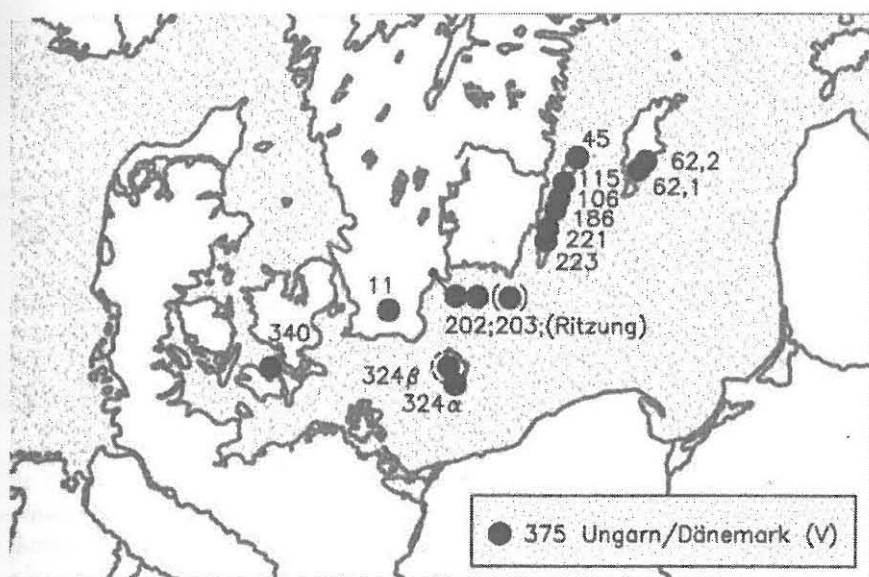 45
62,2
62,1
115
106
186
221
223
11
202;203;(Ritzung)
340
324β
324α
375 Ungarn/Dänemark (V)